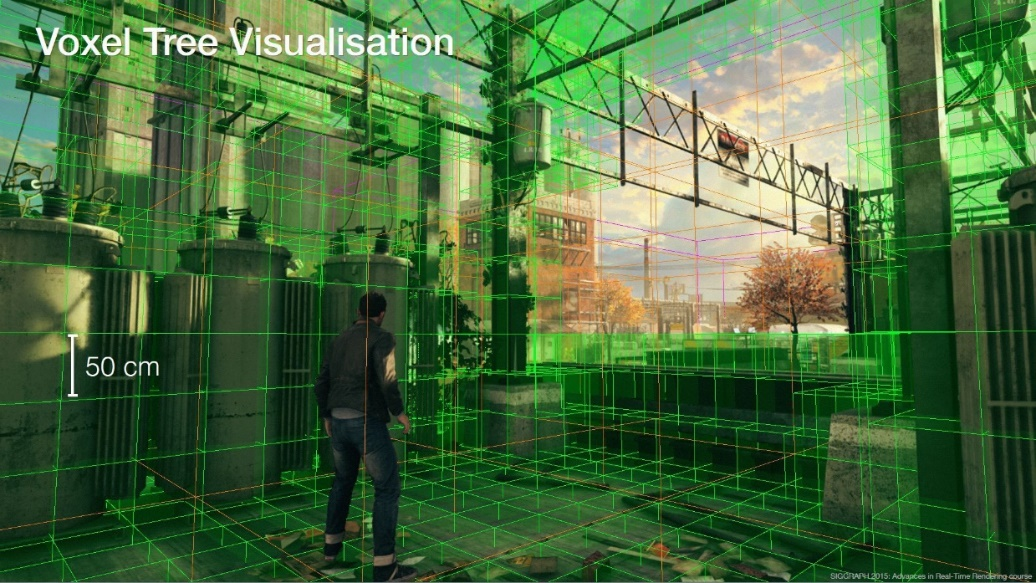 Voxel Tree Visualisation
50 cm
SIGGRAPH 2015: Advances in Real-Time Rendering course